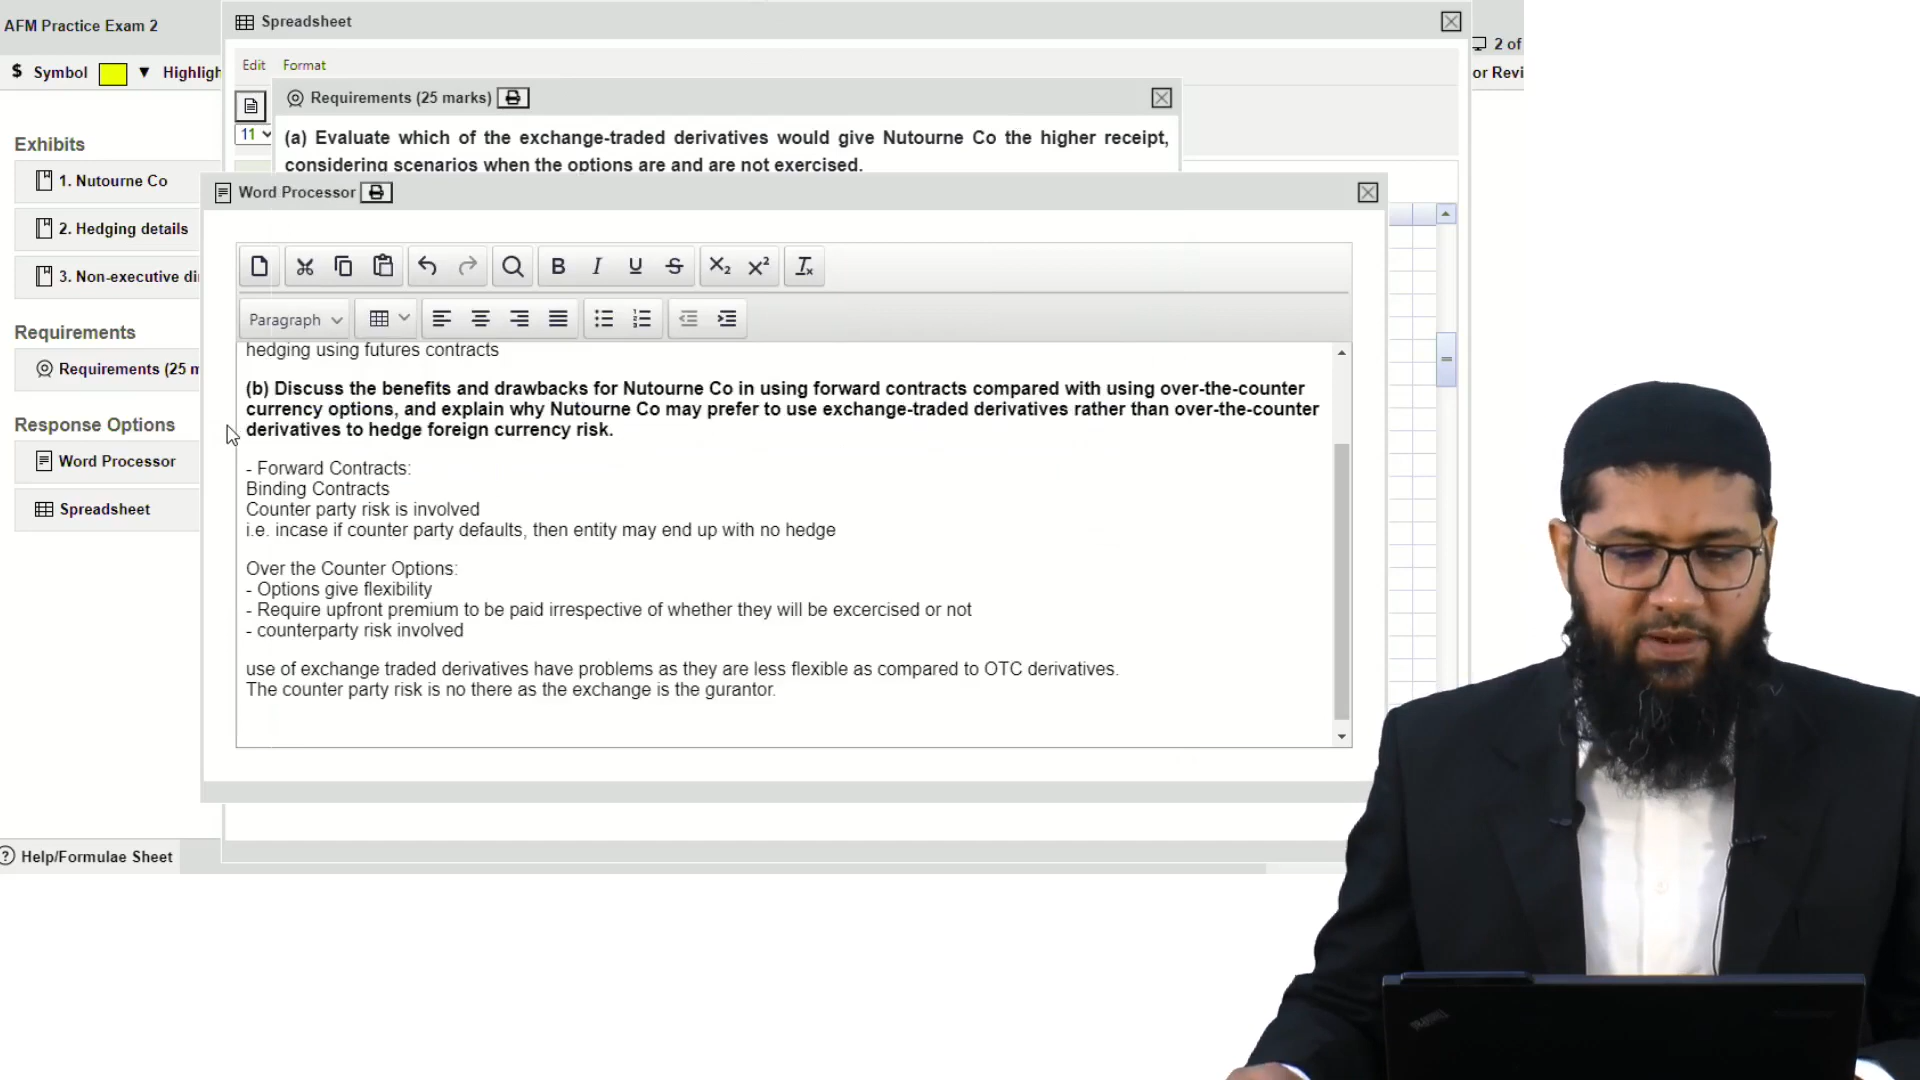 AFM Practice Exam 2
Spreadsheet
2 of
$ Symbol ▼ Highligh
Edit Format
or Revi
Requirements (25 marks)
11
(a) Evaluate which of the exchange-traded derivatives would give Nutourne Co the higher receipt,
considering scenarios when the options are and are not exercised.
Exhibits
1. Nutourne Co
2. Hedging details
3. Non-executive di
Requirements
Requirements (25 m
Response Options
Word Processor
Spreadsheet
Help/Formulae Sheet
Word Processor
B I U S X₂ X² Tx
Paragraph
hedging using futures contracts
(b) Discuss the benefits and drawbacks for Nutourne Co in using forward contracts compared with using over-the-counter
currency options, and explain why Nutourne Co may prefer to use exchange-traded derivatives rather than over-the-counter
derivatives to hedge foreign currency risk.
- Forward Contracts:
Binding Contracts
Counter party risk is involved
i.e. incase if counter party defaults, then entity may end up with no hedge
Over the Counter Options:
- Options give flexibility
- Require upfront premium to be paid irrespective of whether they will be excercised or not
- counterparty risk involved
use of exchange traded derivatives have problems as they are less flexible as compared to OTC derivatives.
The counter party risk is no there as the exchange is the gurantor.